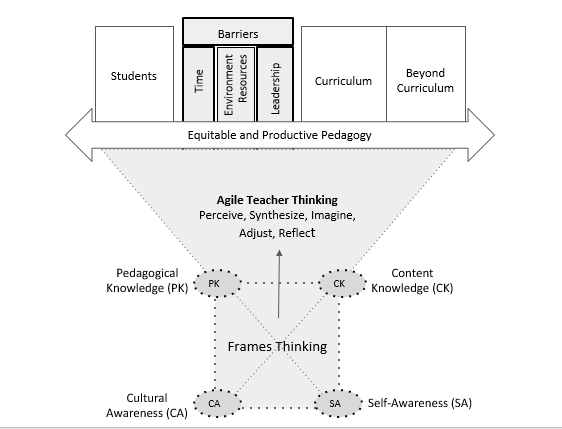 Barriers
Students
Time
Environment
Resources
Leadership
Curriculum
Beyond
Curriculum
Equitable and Productive Pedagogy
Agile Teacher Thinking
Perceive, Synthesize, Imagine,
Adjust, Reflect
Pedagogical
Knowledge (PK)
PK
CK
Content
Knowledge (CK)
Frames Thinking
Cultural
Awareness (CA)
CA
SA
Self-Awareness (SA)